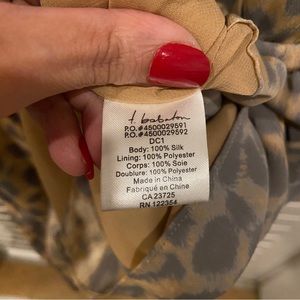 t. babaton
P.O.#4500029591
P.O.#4500029592
DC1
Body: 100% Silk
Lining: 100% Polyester
Corps: 100% Soie
Doublure: 100% Polyester
Made in China
Fabriqué en Chine
CA 23725
RN 122354